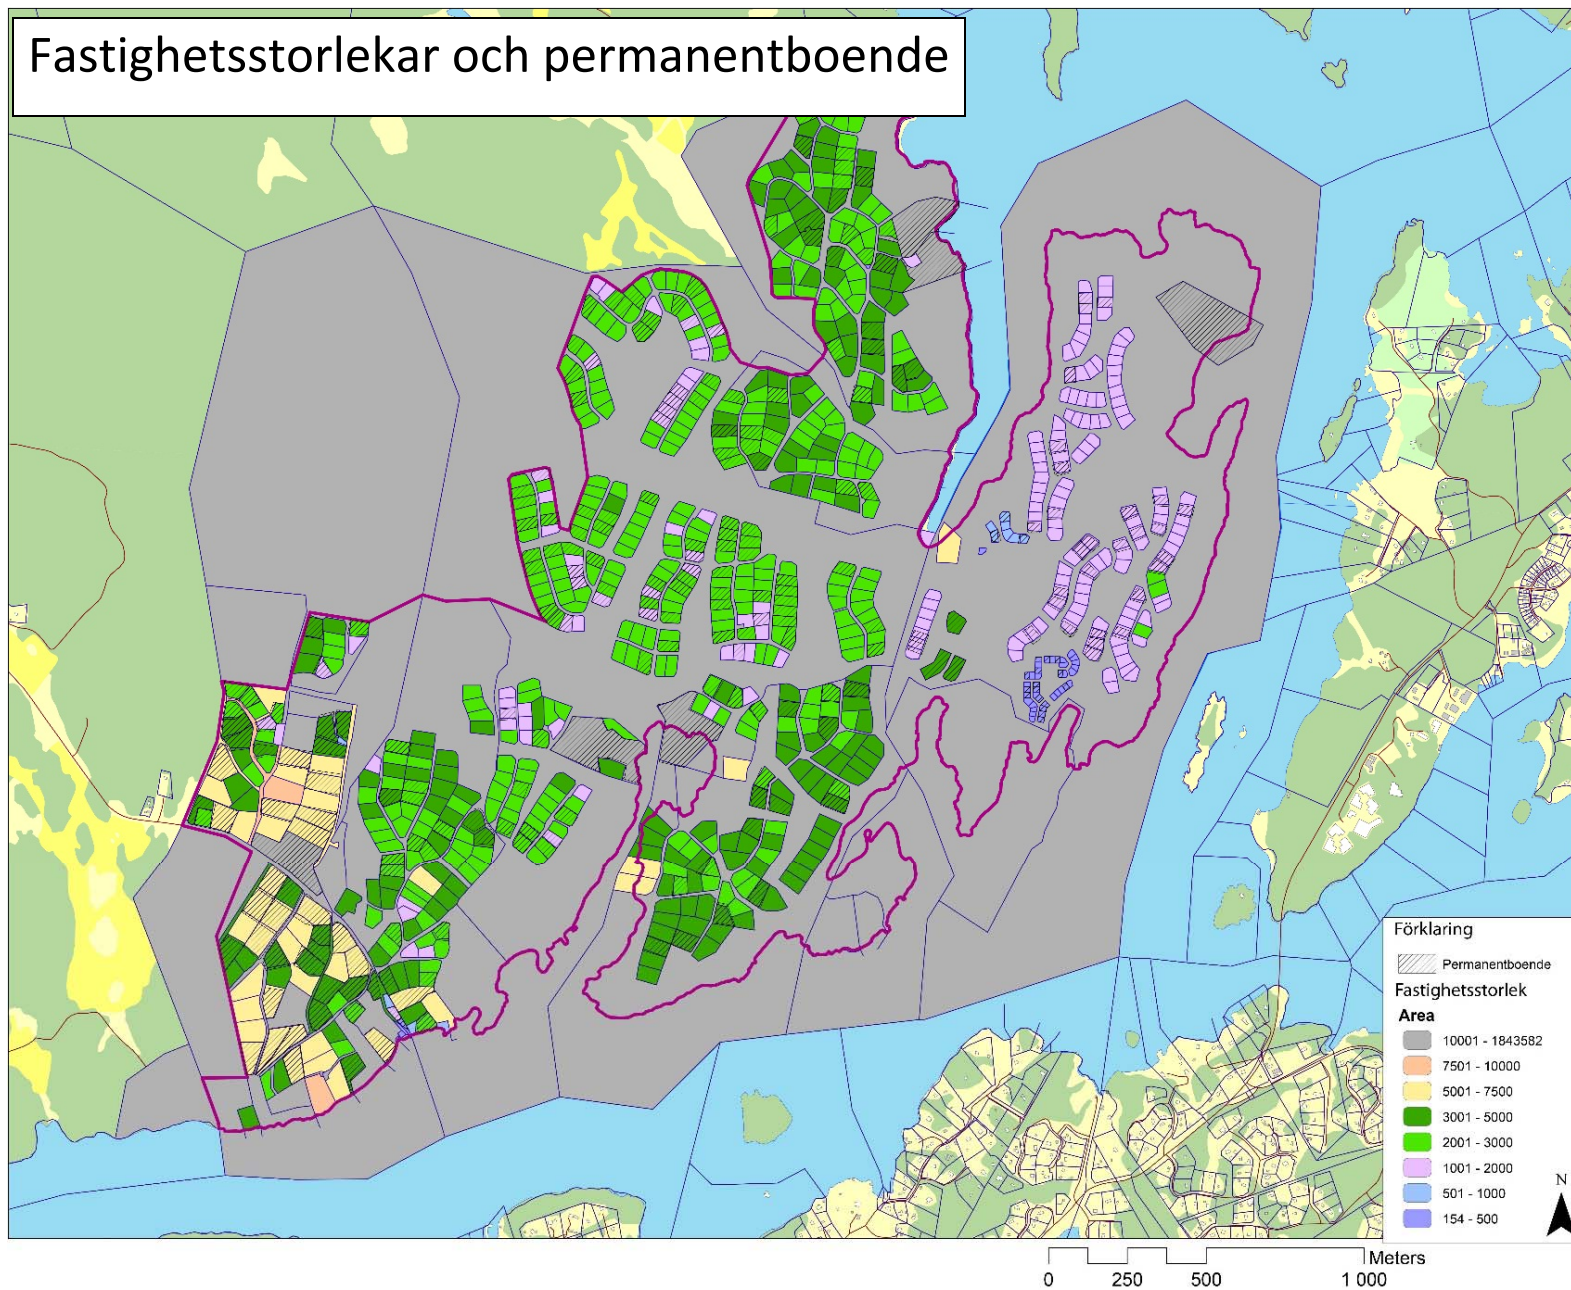 Fastighetsstorlekar och permanentboende
Förklaring
Permanentboende
Fastighetsstorlek
Area
10001 - 1843582
7501 - 10000
5001 - 7500
3001 - 5000
2001 - 3000
1001 - 2000
501 - 1000
154 - 500
N
Meters
0 250 500 1 000